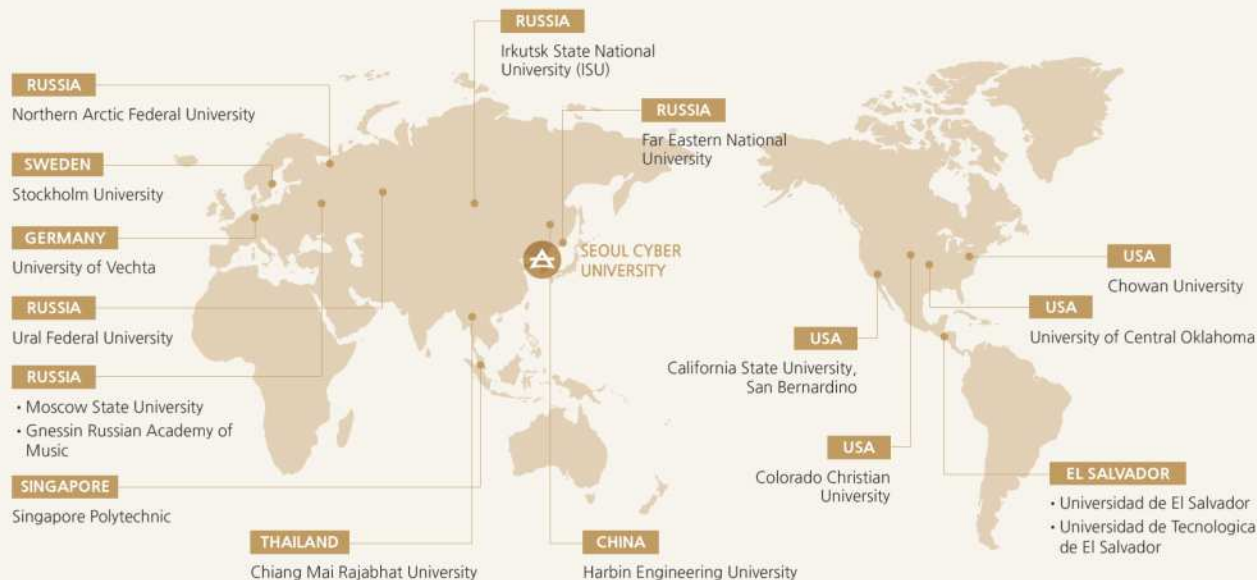 RUSSIA
Irkutsk State National
University (ISU)
RUSSIA
Northern Arctic Federal University
RUSSIA
Far Eastern National
University
SWEDEN
Stockholm University
GERMANY
University of Vechta
SEOUL CYBER
UNIVERSITY
USA
Chowan University
RUSSIA
Ural Federal University
USA
University of Central Oklahoma
USA
California State University,
San Bernardino
RUSSIA
• Moscow State University
• Gnessin Russian Academy of
Music
USA
Colorado Christian
University
EL SALVADOR
• Universidad de El Salvador
• Universidad de Tecnologica
de El Salvador
SINGAPORE
Singapore Polytechnic
THAILAND
Chiang Mai Rajabhat University
CHINA
Harbin Engineering University